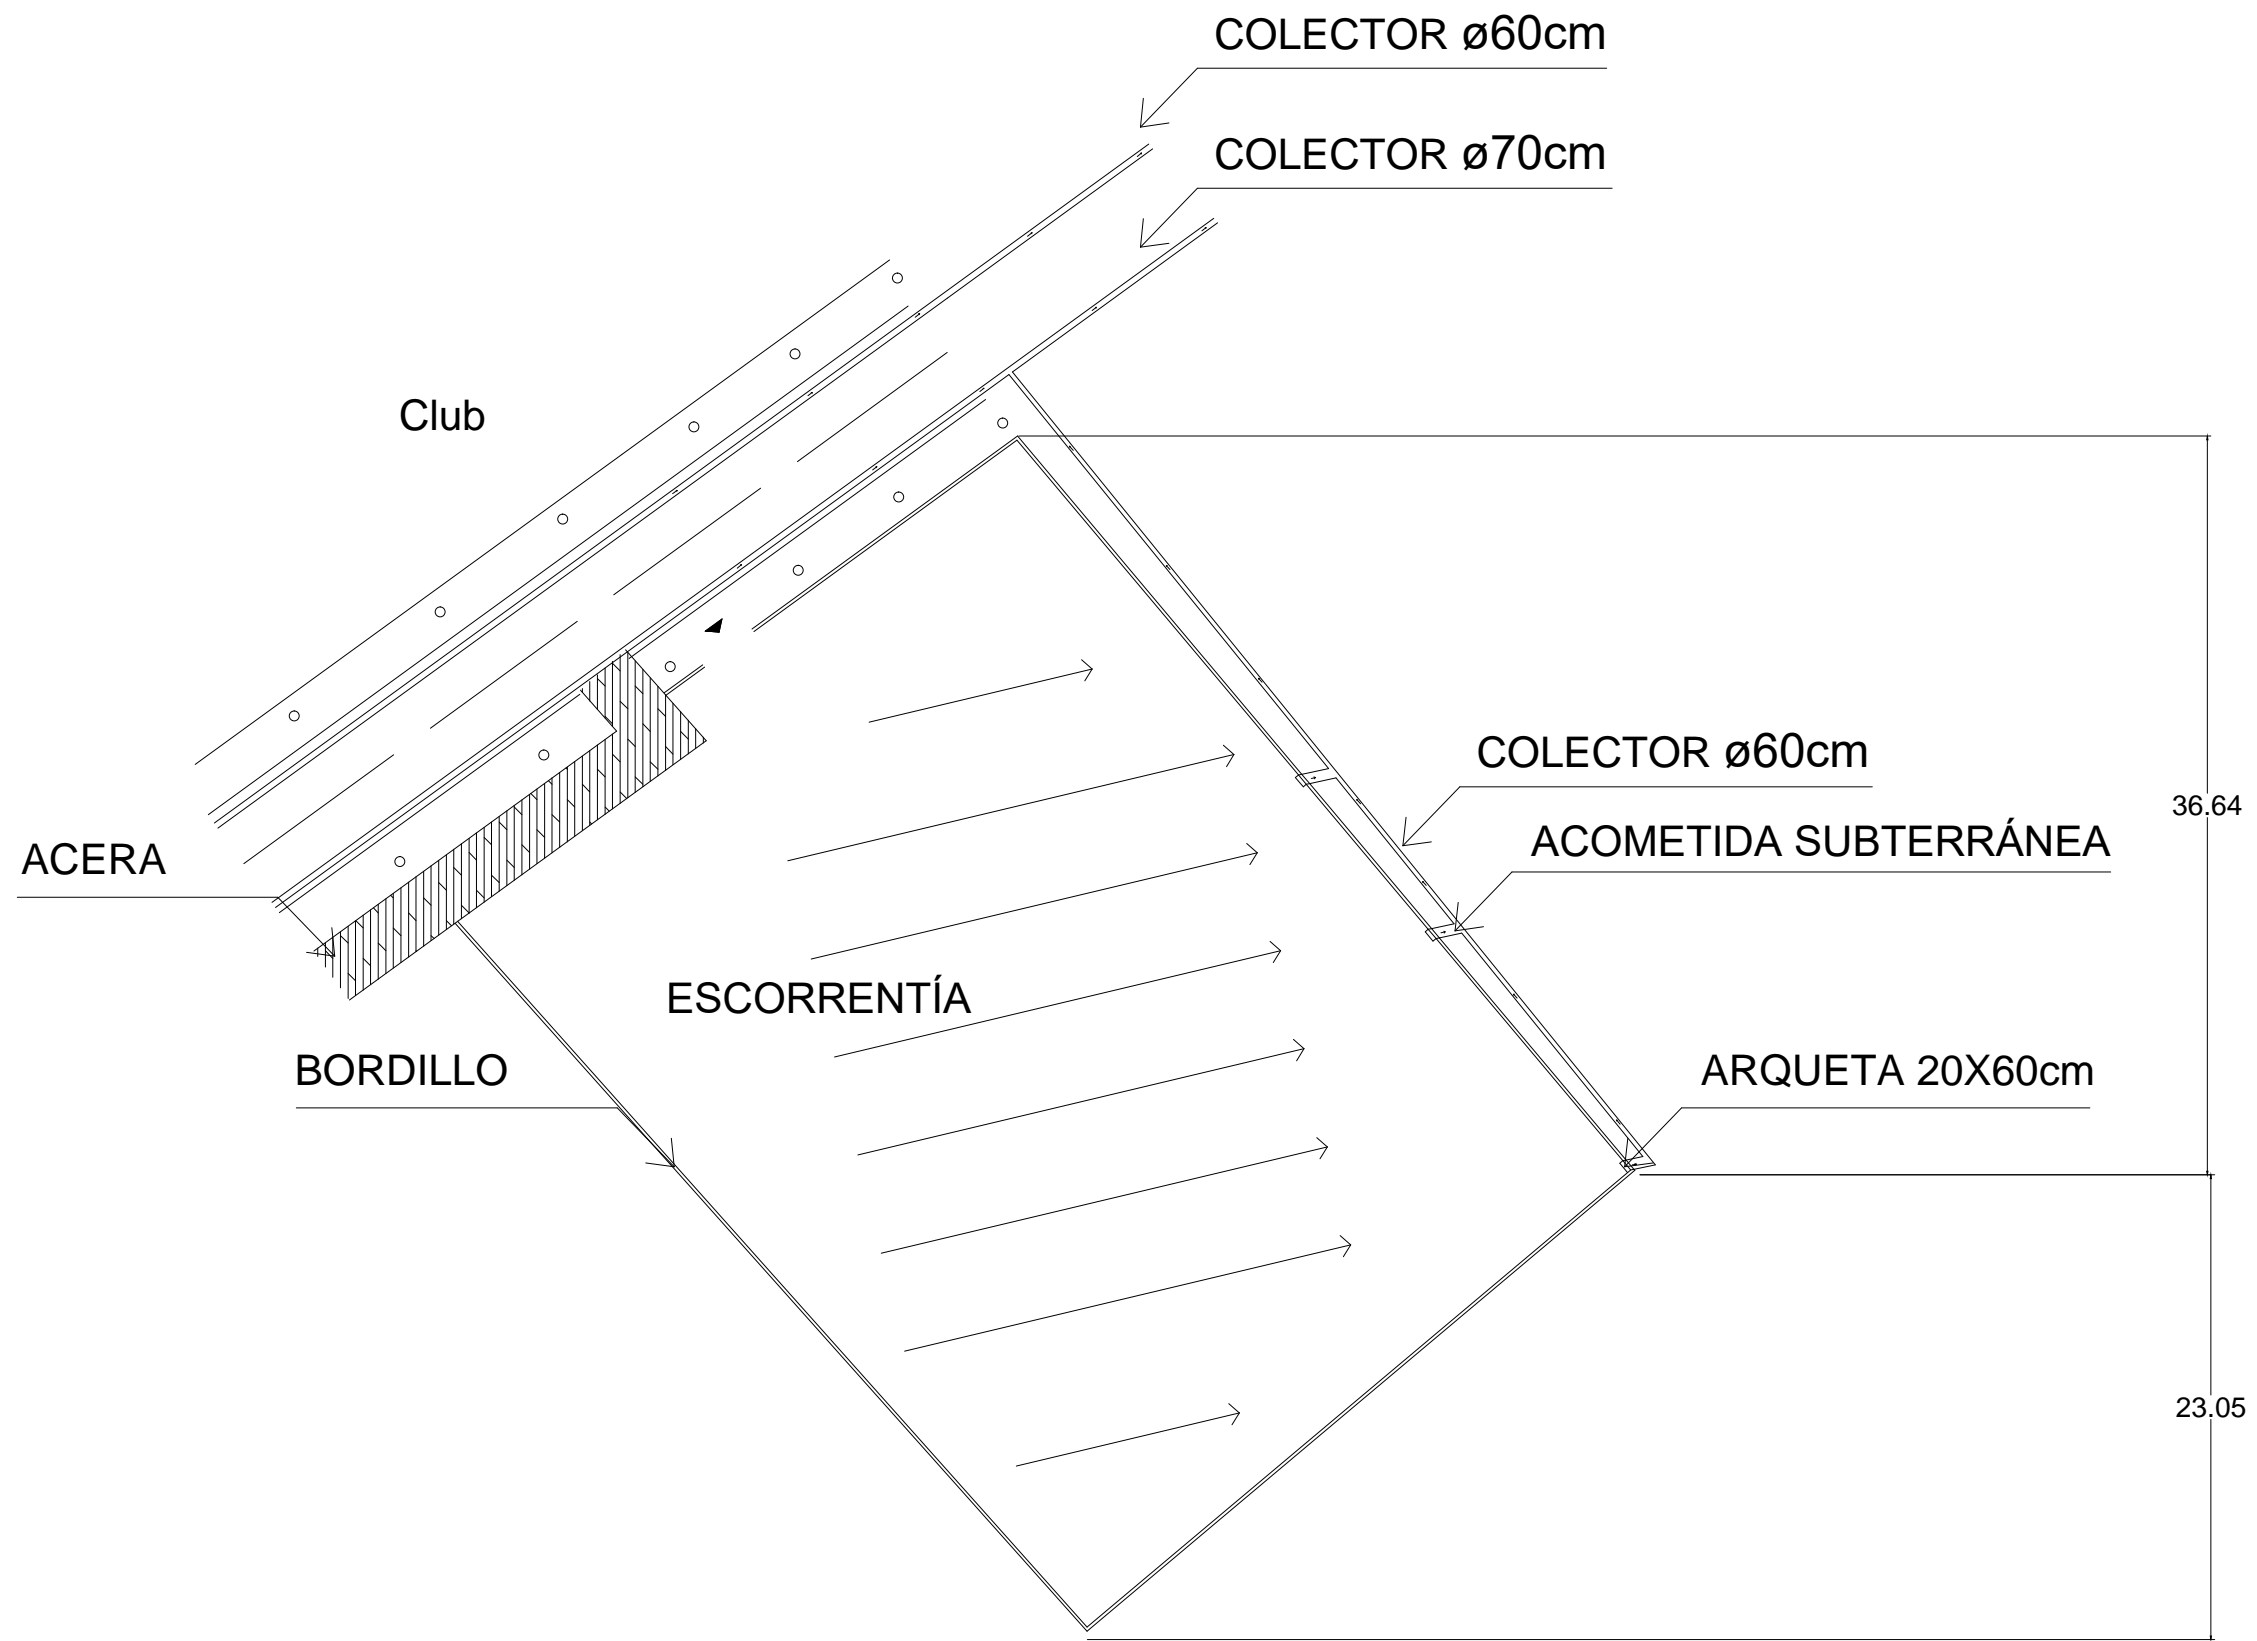 COLECTOR ø60cm
COLECTOR ø70cm
Club
COLECTOR ø60cm
36.64
ACOMETIDA SUBTERRÁNEA
ACERA
ESCORRENTÍA
BORDILLO
ARQUETA 20X60cm
23.05